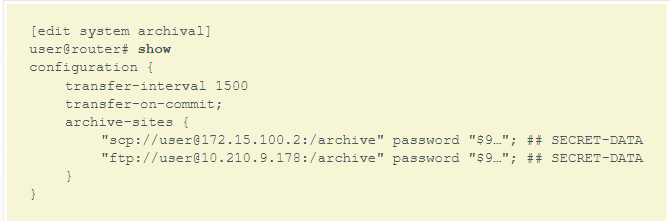 [edit system archival]
user@router# show
configuration {
transfer-interval 1500
transfer-on-commit;
archive-sites {
"scp://user@172.15.100.2:/archive" password "$9…"; ## SECRET-DATA
"ftp://user@10.210.9.178:/archive" password "$9…"; ## SECRET-DATA
}
}